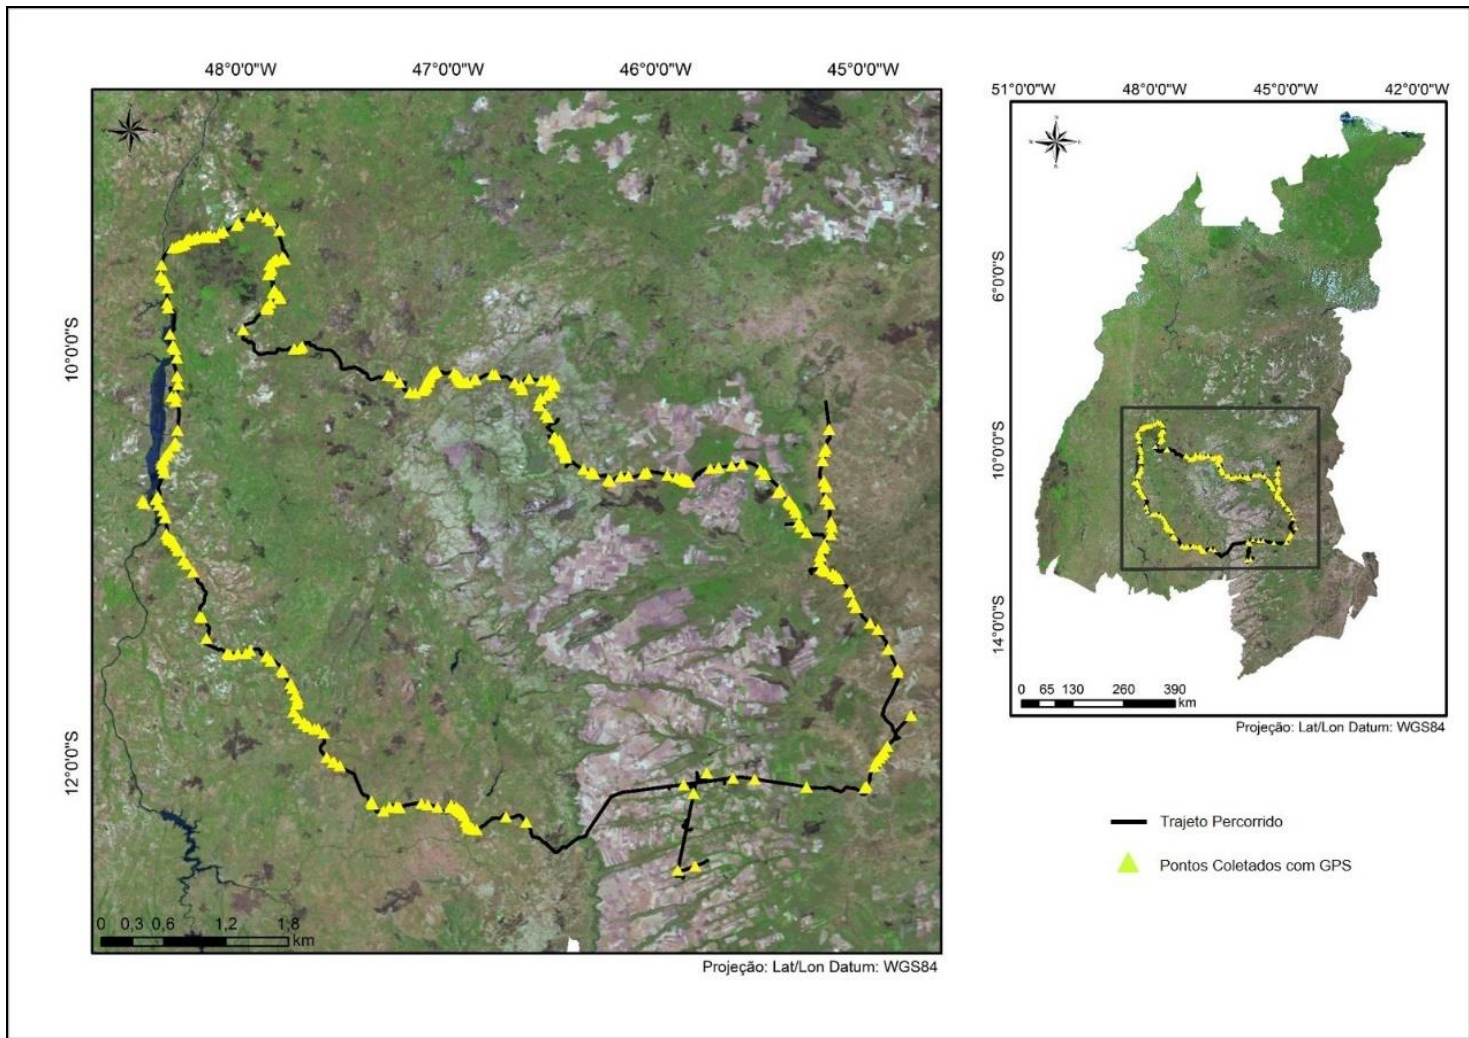 48°0'0"W 47°0'0"W 46°0'0"W 45°0'0"W
10°0'0"S
12°0'0"S
0 0,3 0,6 1,2 1,8
km
Projeção: Lat/Lon Datum: WGS84
51°0'0"W 48°0'0"W 45°0'0"W 42°0'0"W
6°0'0"S
10°0'0"S
14°0'0"S
0 65 130 260 390
km
Projeção: Lat/Lon Datum: WGS84
Trajeto Percorrido
Pontos Coletados com GPS